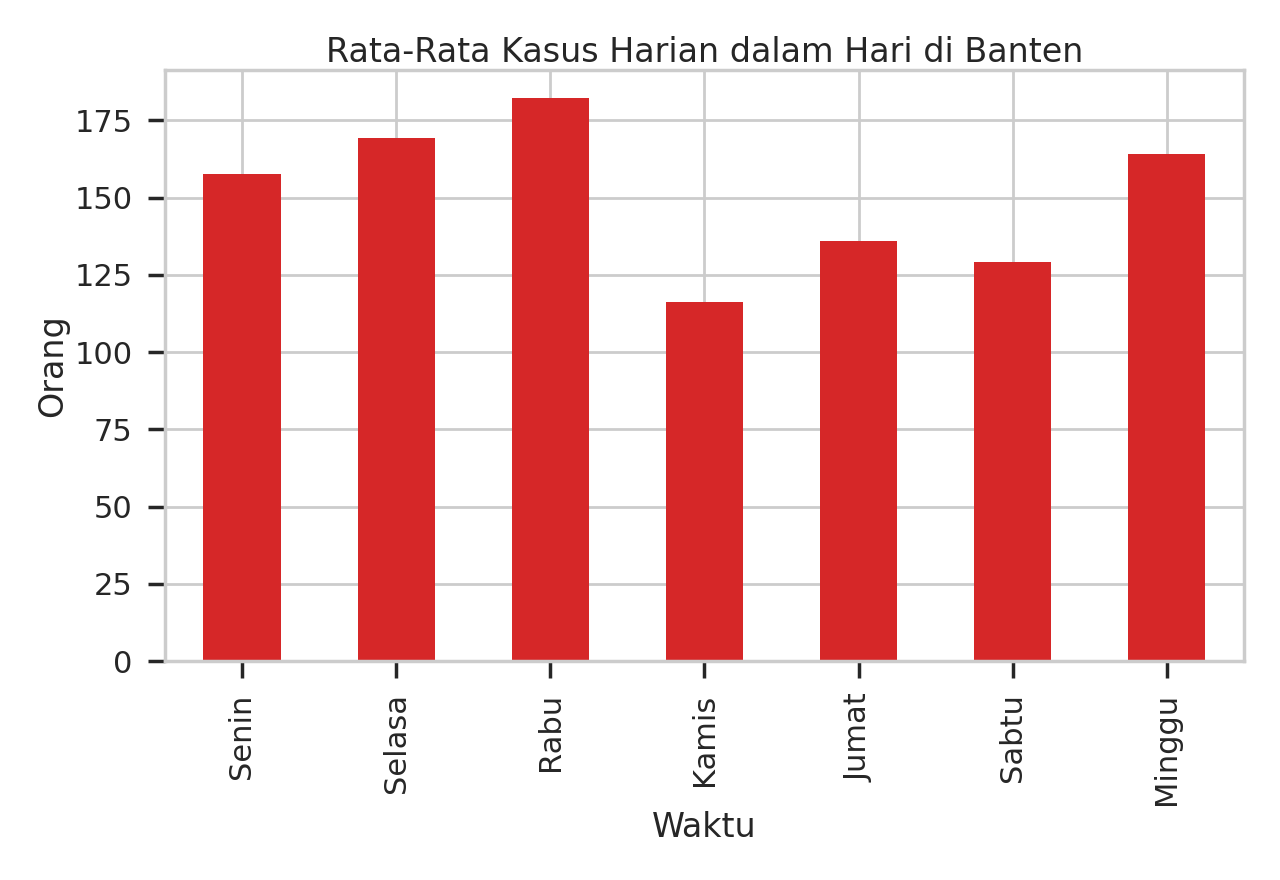 Rata-Rata Kasus Harian dalam Hari di Banten
175
150
125
100
75
50
25
0
Orang
Senin
Selasa
Rabu
Kamis
Jumat
Sabtu
Minggu
Waktu